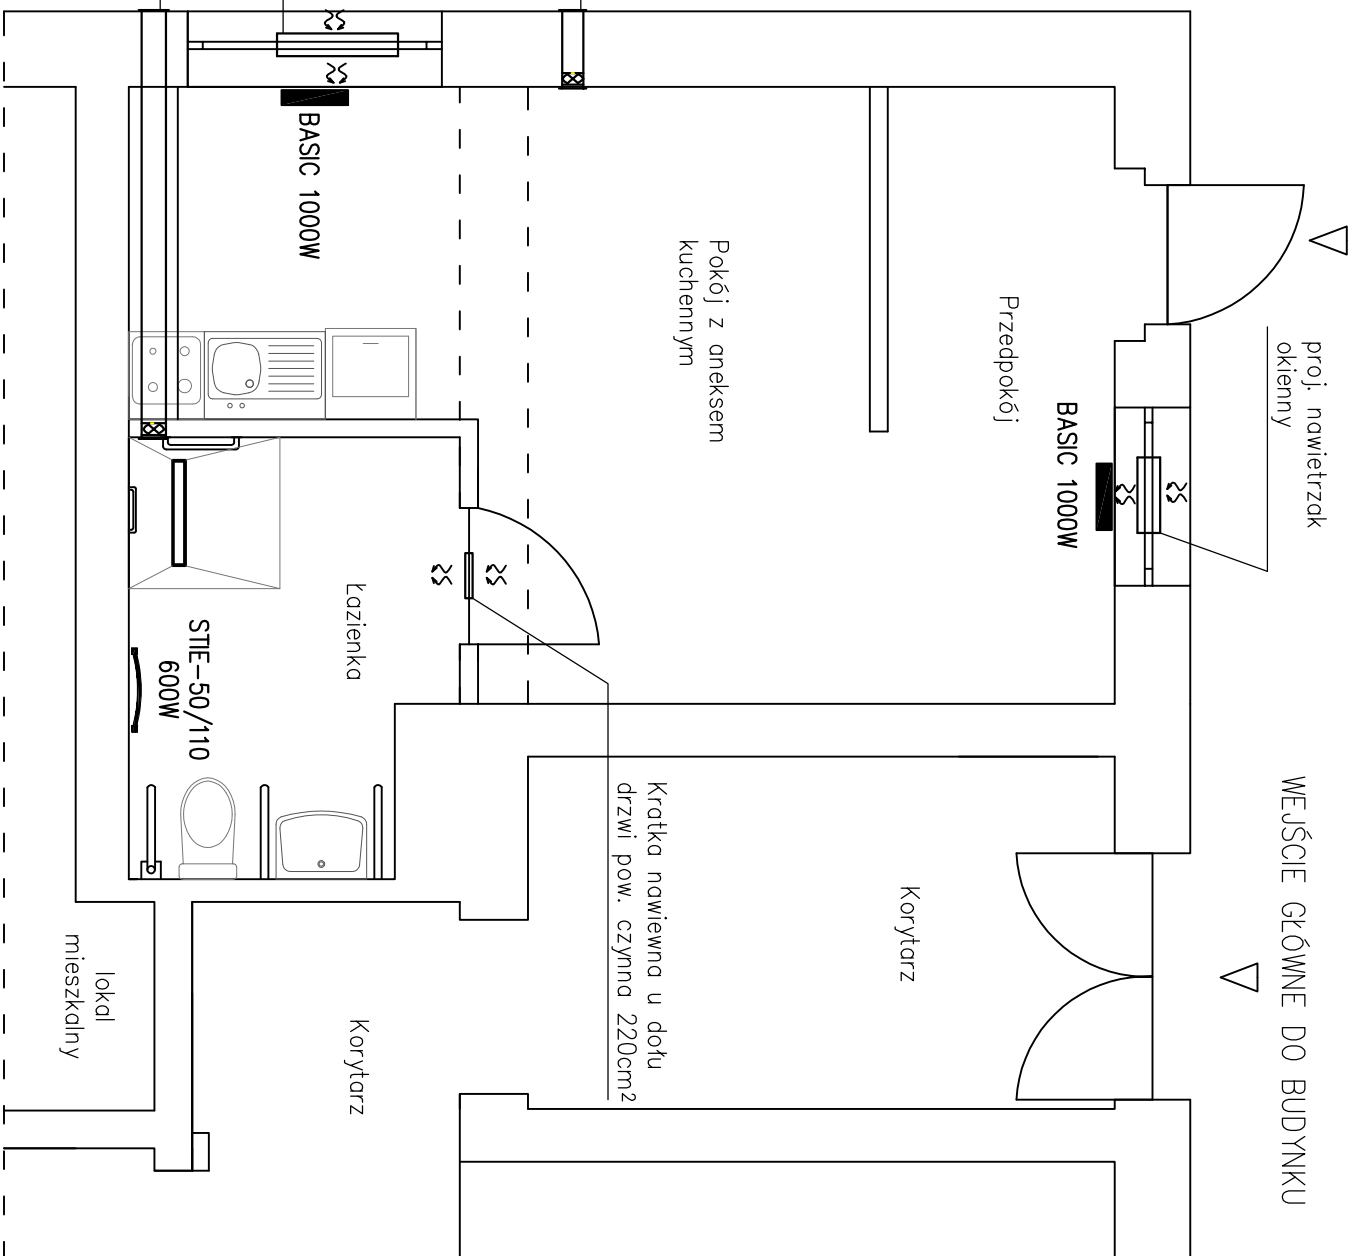 proj. nawietrzak
okienny
WEJŚCIE GŁÓWNE DO BUDYNKU
BASIC 1000W
Przedpokój
Korytarz
Pokój z aneksem
kuchennym
Kratka nawiewna u dołu
drzwi pow. czynna 220cm²
Łazienka
Korytarz
BASIC 1000W
STIE-50/110
600W
lokal
mieszkalny